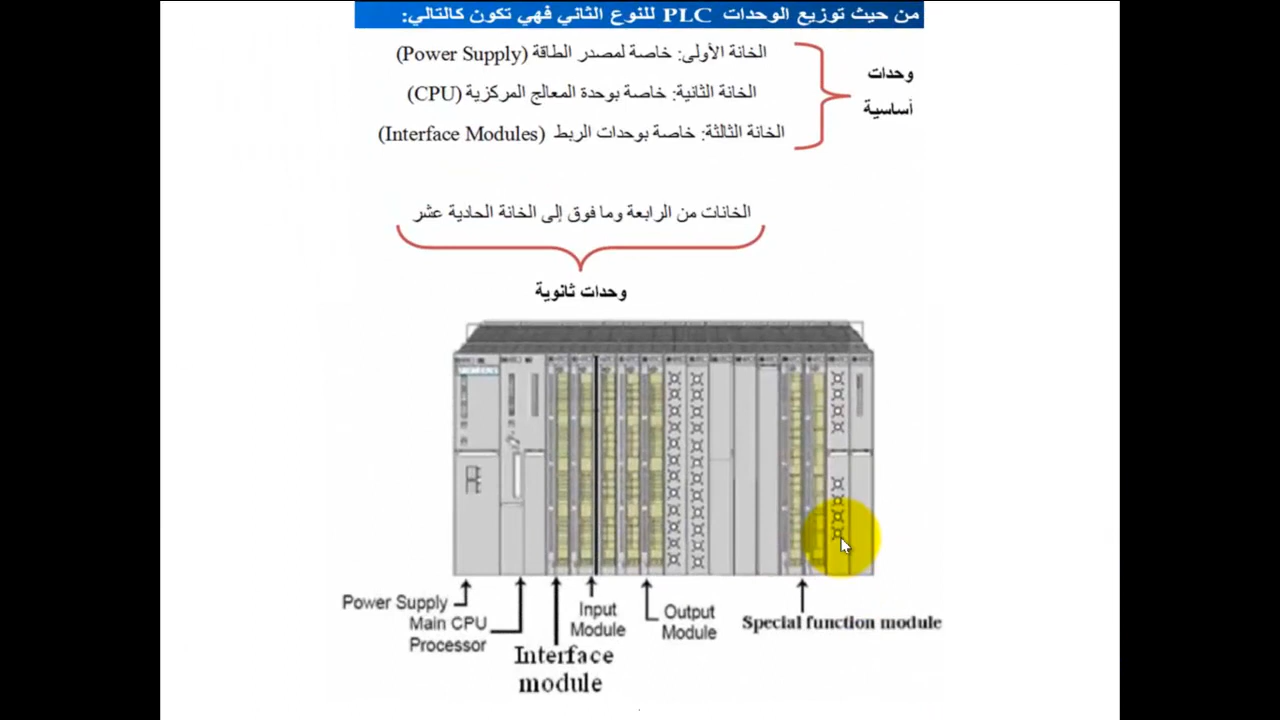 من حيث توزيع الوحدات PLC للنوع الثاني فهي تكون كالتالي:
الخانة الأولى: خاصة لمصدر الطاقة (Power Supply)
الخانة الثانية: خاصة بوحدة المعالج المركزية (CPU)
الخانة الثالثة: خاصة بوحدات الربط (Interface Modules)
وحدات
أساسية
الخانات من الرابعة وما فوق إلى الخانة الحادية عشر
وحدات ثانوية
Power Supply
Main CPU
Processor
Interface
module
Input
Module
Output
Module
Special function module